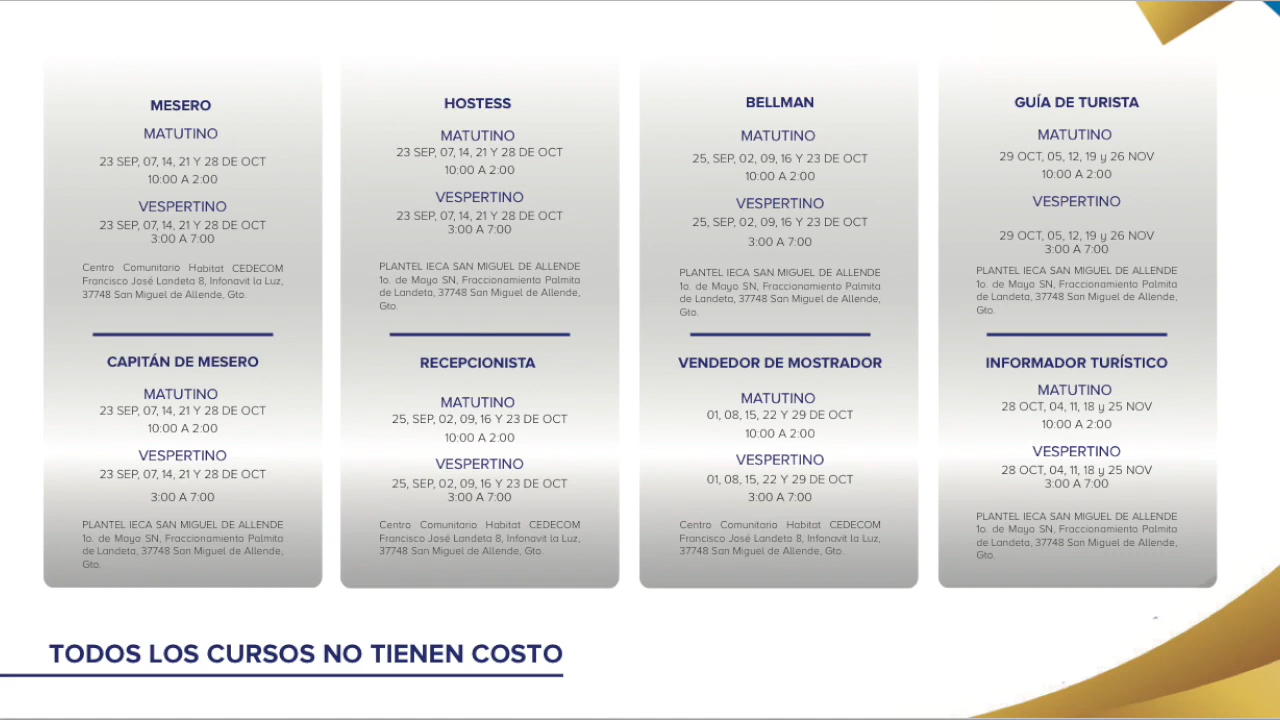 MESERO
MATUTINO
23 SEP, 07, 14, 21 Y 28 DE OCT
10:00 A 2:00
VESPERTINO
23 SEP, 07, 14, 21 Y 28 DE OCT
3:00 A 7:00
Centro Comunitario Habitat CEDECOM
Francisco José Landeta 8, Infonavit la Luz,
37748 San Miguel de Allende, Gto.
CAPITÁN DE MESERO
MATUTINO
23 SEP, 07, 14, 21 Y 28 DE OCT
10:00 A 2:00
VESPERTINO
23 SEP, 07, 14, 21 Y 28 DE OCT
3:00 A 7:00
PLANTEL IECA SAN MIGUEL DE ALLENDE
1o. de Mayo SN, Fraccionamiento Palmita
de Landeta, 37748 San Miguel de Allende,
Gto.
HOSTESS
MATUTINO
23 SEP, 07, 14, 21 Y 28 DE OCT
10:00 A 2:00
VESPERTINO
23 SEP, 07, 14, 21 Y 28 DE OCT
3:00 A 7:00
PLANTEL IECA SAN MIGUEL DE ALLENDE
1o. de Mayo SN, Fraccionamiento Palmita
de Landeta, 37748 San Miguel de Allende,
Gto.
RECEPCIONISTA
MATUTINO
25, SEP, 02, 09, 16 Y 23 DE OCT
10:00 A 2:00
VESPERTINO
25, SEP, 02, 09, 16 Y 23 DE OCT
3:00 A 7:00
Centro Comunitario Habitat CEDECOM
Francisco José Landeta 8, Infonavit la Luz,
37748 San Miguel de Allende, Gto.
BELLMAN
MATUTINO
25, SEP, 02, 09, 16 Y 23 DE OCT
10:00 A 2:00
VESPERTINO
25, SEP, 02, 09, 16 Y 23 DE OCT
3:00 A 7:00
PLANTEL IECA SAN MIGUEL DE ALLENDE
1o. de Mayo SN, Fraccionamiento Palmita
de Landeta, 37748 San Miguel de Allende,
Gto.
VENDEDOR DE MOSTRADOR
MATUTINO
01, 08, 15, 22 Y 29 DE OCT
10:00 A 2:00
VESPERTINO
01, 08, 15, 22 Y 29 DE OCT
3:00 A 7:00
Centro Comunitario Habitat CEDECOM
Francisco José Landeta 8, Infonavit la Luz,
37748 San Miguel de Allende, Gto.
GUÍA DE TURISTA
MATUTINO
29 OCT, 05, 12, 19 y 26 NOV
10:00 A 2:00
VESPERTINO
29 OCT, 05, 12, 19 y 26 NOV
3:00 A 7:00
PLANTEL IECA SAN MIGUEL DE ALLENDE
1o. de Mayo SN, Fraccionamiento Palmita
de Landeta, 37748 San Miguel de Allende,
Gto.
INFORMADOR TURÍSTICO
MATUTINO
28 OCT, 04, 11, 18 y 25 NOV
10:00 A 2:00
VESPERTINO
28 OCT, 04, 11, 18 y 25 NOV
3:00 A 7:00
PLANTEL IECA SAN MIGUEL DE ALLENDE
1o. de Mayo SN, Fraccionamiento Palmita
de Landeta, 37748 San Miguel de Allende,
Gto.
TODOS LOS CURSOS NO TIENEN COSTO